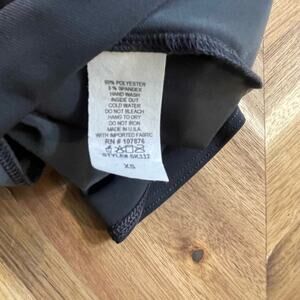 95% POLYESTER
5% SPANDEX
HAND WASH
INSIDE OUT
COLD WATER
DO NOT BLEACH
HANG TO DRY
DO NOT IRON
MADE IN U.S.A
WITH IMPORTED FABRIC
RN # 107876
STYLE# SK332
XS